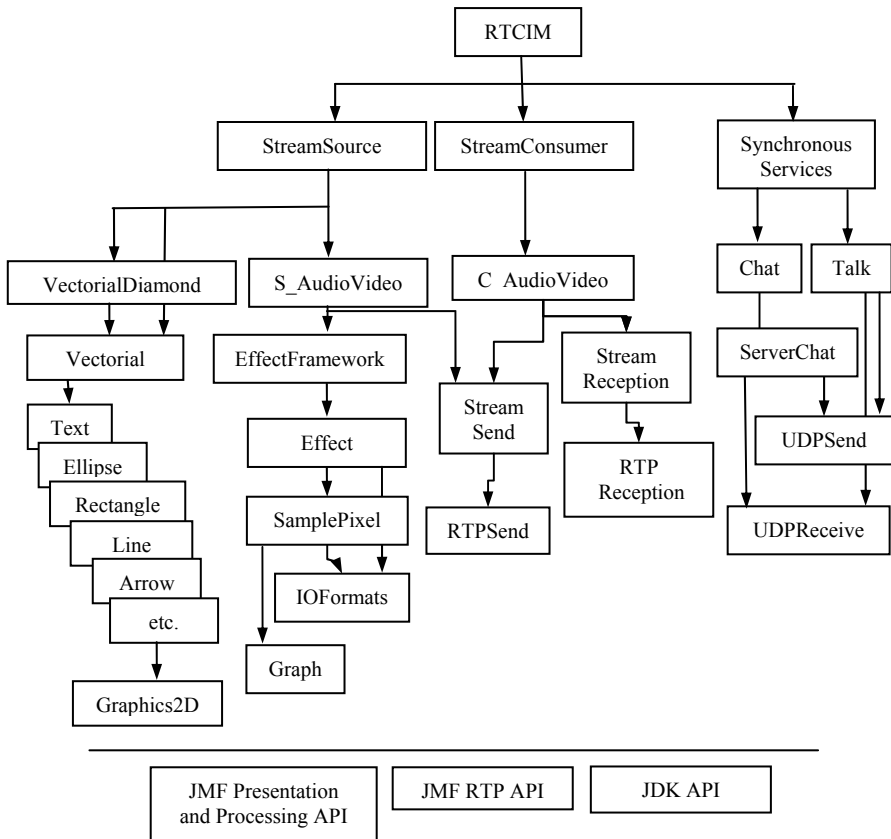 RTCIM
StreamSource
StreamConsumer
Synchronous
Services
VectorialDiamond
S_AudioVideo
C AudioVideo
Chat
Talk
Vectorial
EffectFramework
Stream
Reception
ServerChat
Text
Ellipse
Rectangle
Line
Arrow
etc.
Effect
Stream
Send
UDPSend
SamplePixel
RTPSend
RTP
Reception
UDPReceive
IOFormats
Graph
Graphics2D
JMF Presentation
and Processing API
JMF RTP API
JDK API